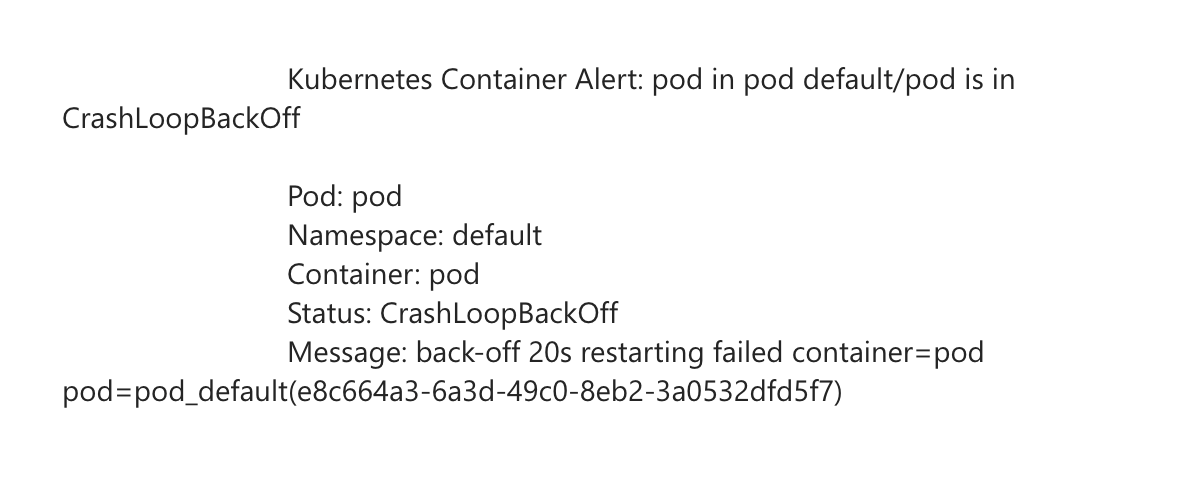 Kubernetes Container Alert: pod in pod default/pod is in
CrashLoopBackOff
Pod: pod
Namespace: default
Container: pod
Status: CrashLoopBackOff
Message: back-off 20s restarting failed container=pod
pod=pod_default(e8c664a3-6a3d-49c0-8eb2-3a0532dfd5f7)